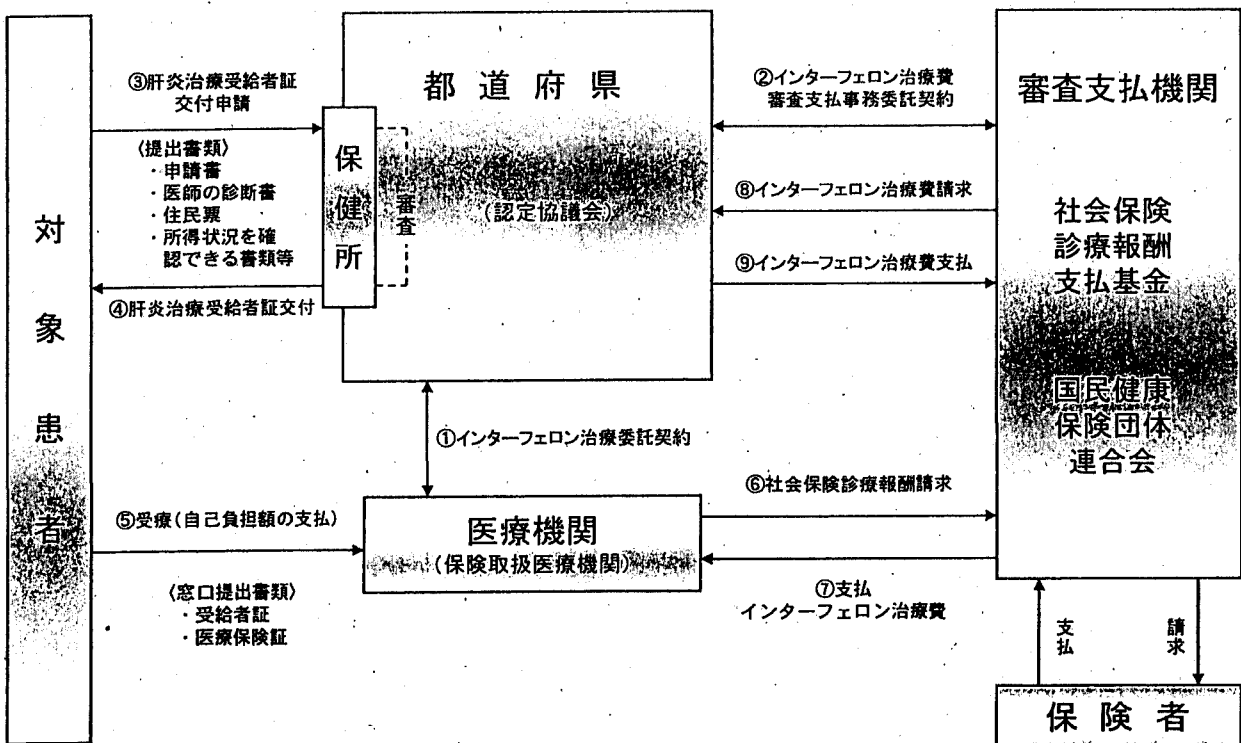 対象患者
③肝炎治療受給者証
交付申請
〈提出書類〉
・申請書
・医師の診断書
・住民票
・所得状況を確
認できる書類等
④肝炎治療受給者証交付
都道府県
保健所
審査
(認定協議会)
②インターフェロン治療費
審査支払事務委託契約
⑧インターフェロン治療費請求
⑨インターフェロン治療費支払
審査支払機関
社会保険
診療報酬
支払基金
国民健康
保険団体
連合会
①インターフェロン治療委託契約
⑤受療(自己負担額の支払)
〈窓口提出書類〉
・受給者証
・医療保険証
医療機関
(保険取扱医療機関)
⑥社会保険診療報酬請求
⑦支払
インターフェロン治療費
支払
請求
保険者